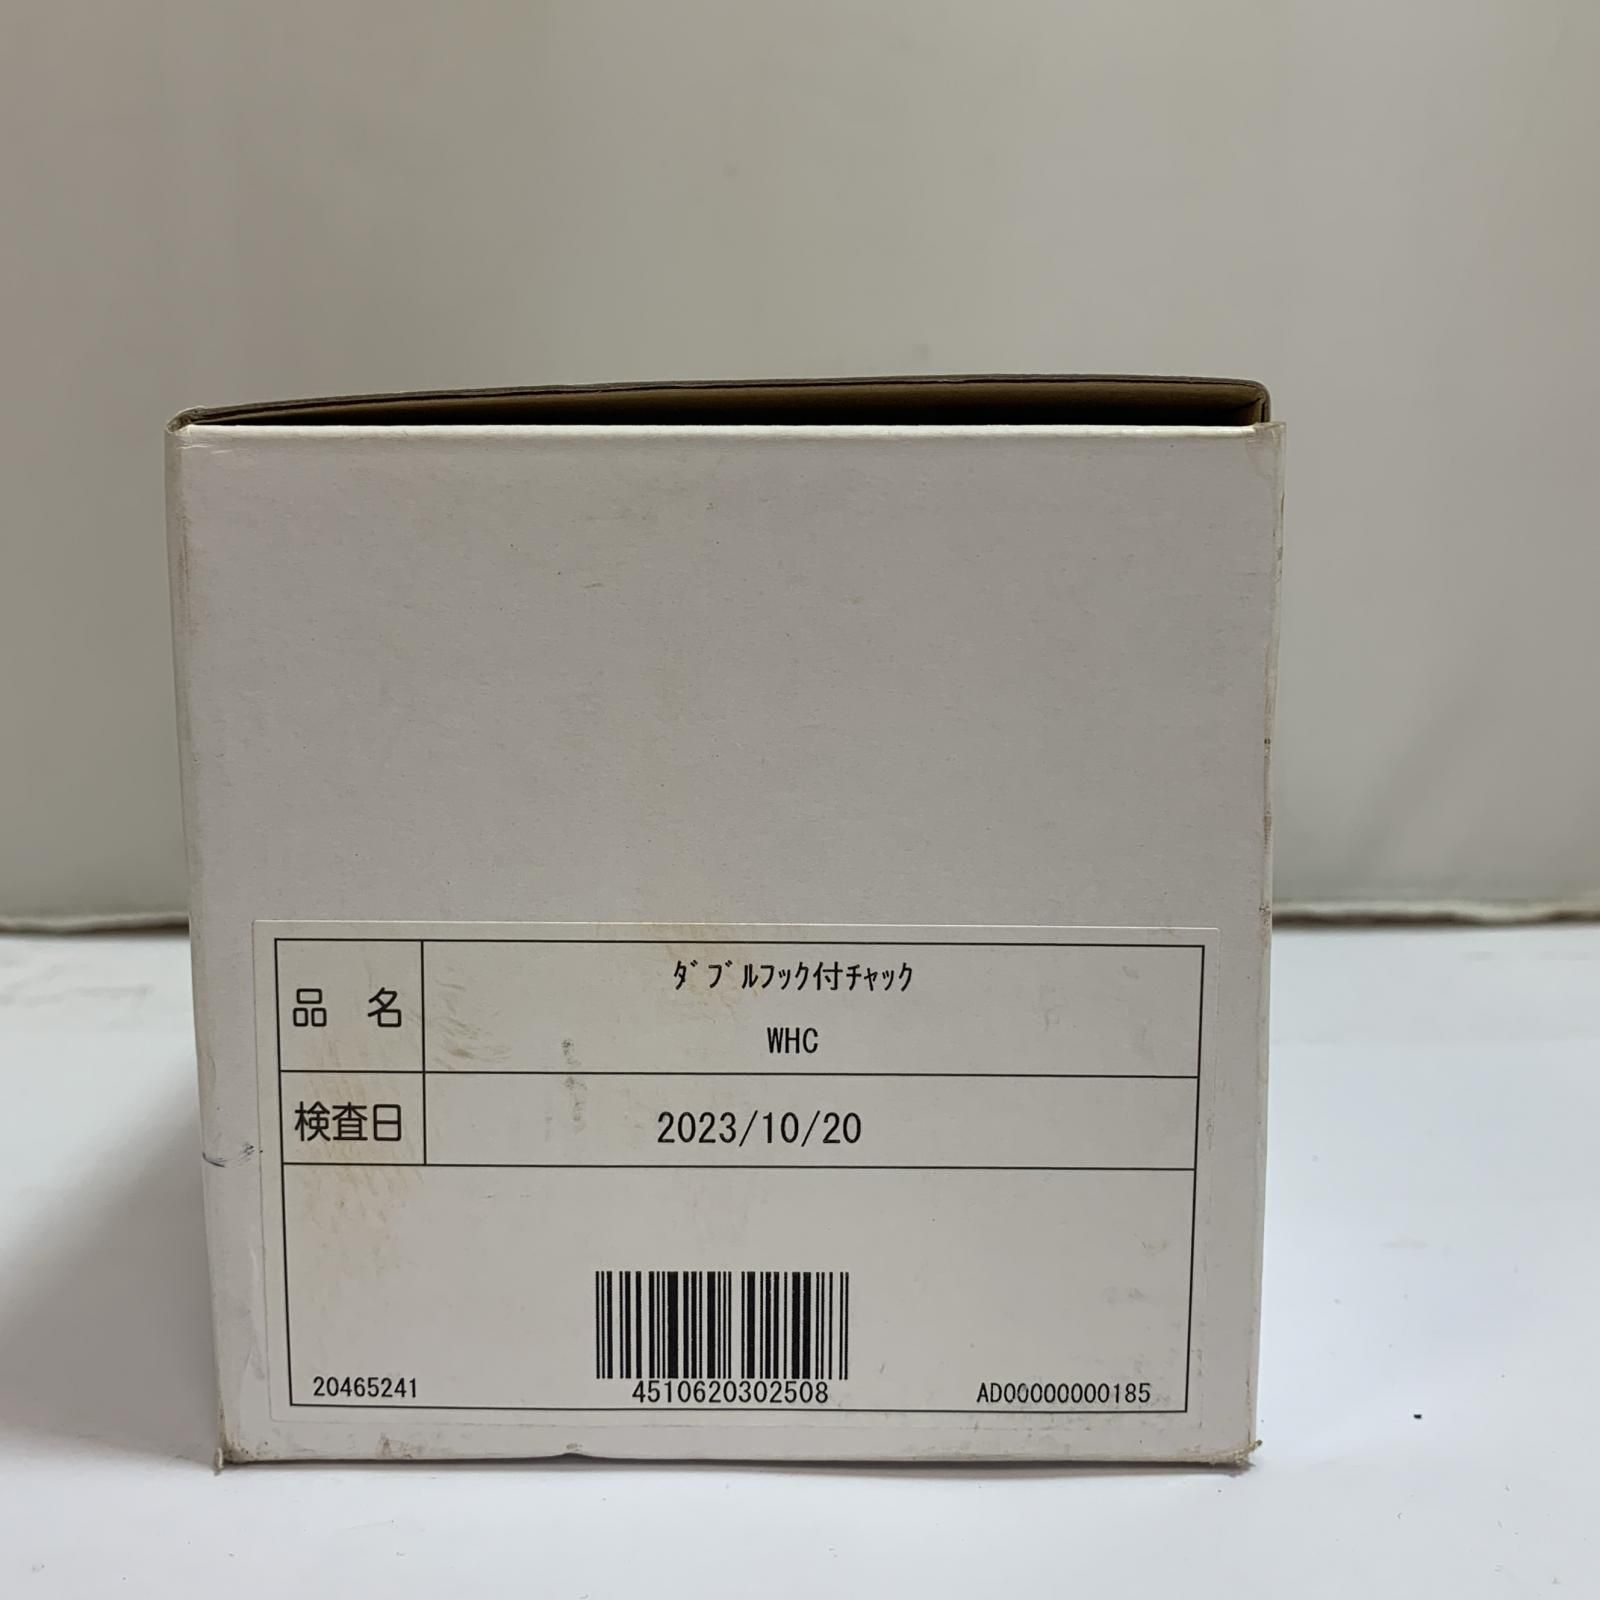 品 名
ﾀﾞﾌﾞﾙﾌｯｸ付ﾁｬｯｸ
WHC
検査日
2023/10/20
20465241
4510620302508
AD00000000185